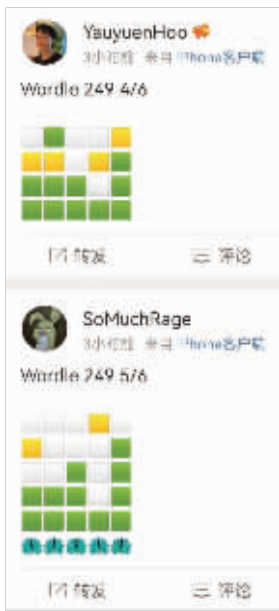 YauyuenHoo
3小时前 来自 iPhone客户端
Wordle 249 4/6
转发 评论
SoMuchRage
3小时前 来自 iPhone客户端
Wordle 249 5/6
转发 评论